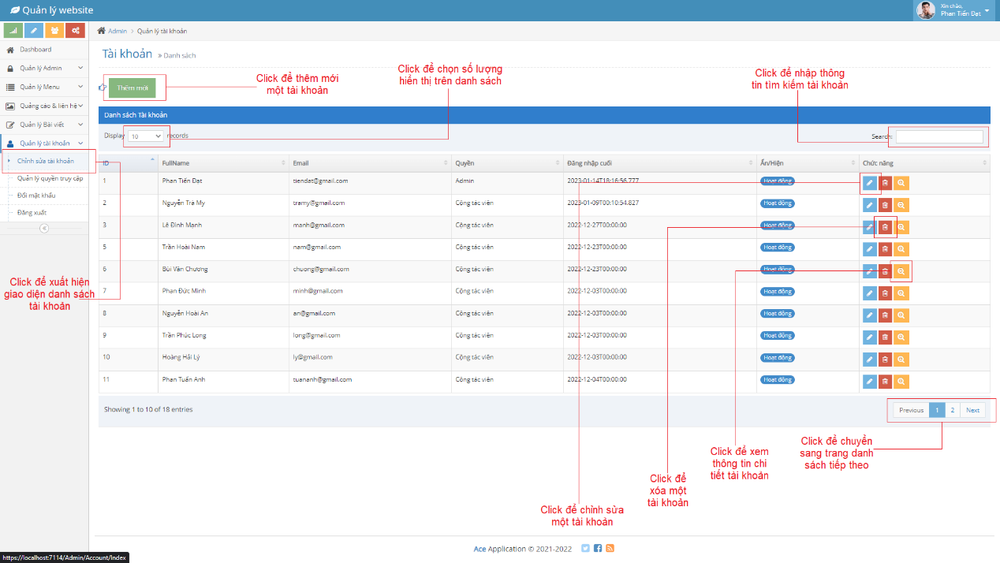 Quản lý website
Xin chào,
Phan Tiến Đạt
Admin
Quản lý tài khoản
Dashboard
Quản lý Admin
Quản lý Menu
Quảng cáo & liên hệ
Quản lý Bài viết
Quản lý tài khoản
Chỉnh sửa tài khoản
Quản lý quyền truy cập
Đổi mật khẩu
Đăng xuất
Click để xuất hiện
giao diện danh sách
tài khoản
Tài khoản » Danh sách
Thêm mới
Click để thêm mới
một tài khoản
Click để chọn số lượng
hiển thị trên danh sách
Click để nhập thông
tin tìm kiếm tài khoản
Danh sách Tài khoản
Display 10 records
Search:
ID FullName Email Quyền Đăng nhập cuối Ẩn/Hiện Chức năng
1 Phan Tiến Đạt tiendat@gmail.com Admin 2023-01-14T18:16:56.777 Hoạt động
2 Nguyễn Trà My tramy@gmail.com Cộng tác viên 2023-01-09T00:10:54.827 Hoạt động
3 Lê Đình Mạnh manh@gmail.com Cộng tác viên 2022-12-27T00:00:00 Hoạt động
5 Trần Hoài Nam nam@gmail.com Cộng tác viên 2022-12-23T00:00:00 Hoạt động
6 Bùi Văn Chương chuong@gmail.com Cộng tác viên 2022-12-23T00:00:00 Hoạt động
7 Phan Đức Minh minh@gmail.com Cộng tác viên 2022-12-03T00:00:00 Hoạt động
8 Nguyễn Hoài An an@gmail.com Cộng tác viên 2022-12-03T00:00:00 Hoạt động
9 Trần Phúc Long long@gmail.com Cộng tác viên 2022-12-03T00:00:00 Hoạt động
10 Hoàng Hải Lý ly@gmail.com Cộng tác viên 2022-12-03T00:00:00 Hoạt động
11 Phan Tuấn Anh tuananh@gmail.com Cộng tác viên 2022-12-04T00:00:00 Hoạt động
Showing 1 to 10 of 18 entries
Previous 1 2 Next
Click để chuyển
sang trang danh
sách tiếp theo
Click để xem
thông tin chi
tiết tài khoản
Click để
xóa một
tài khoản
Click để chỉnh sửa
một tài khoản
Ace Application © 2021-2022
https://localhost:7114/Admin/Account/Index